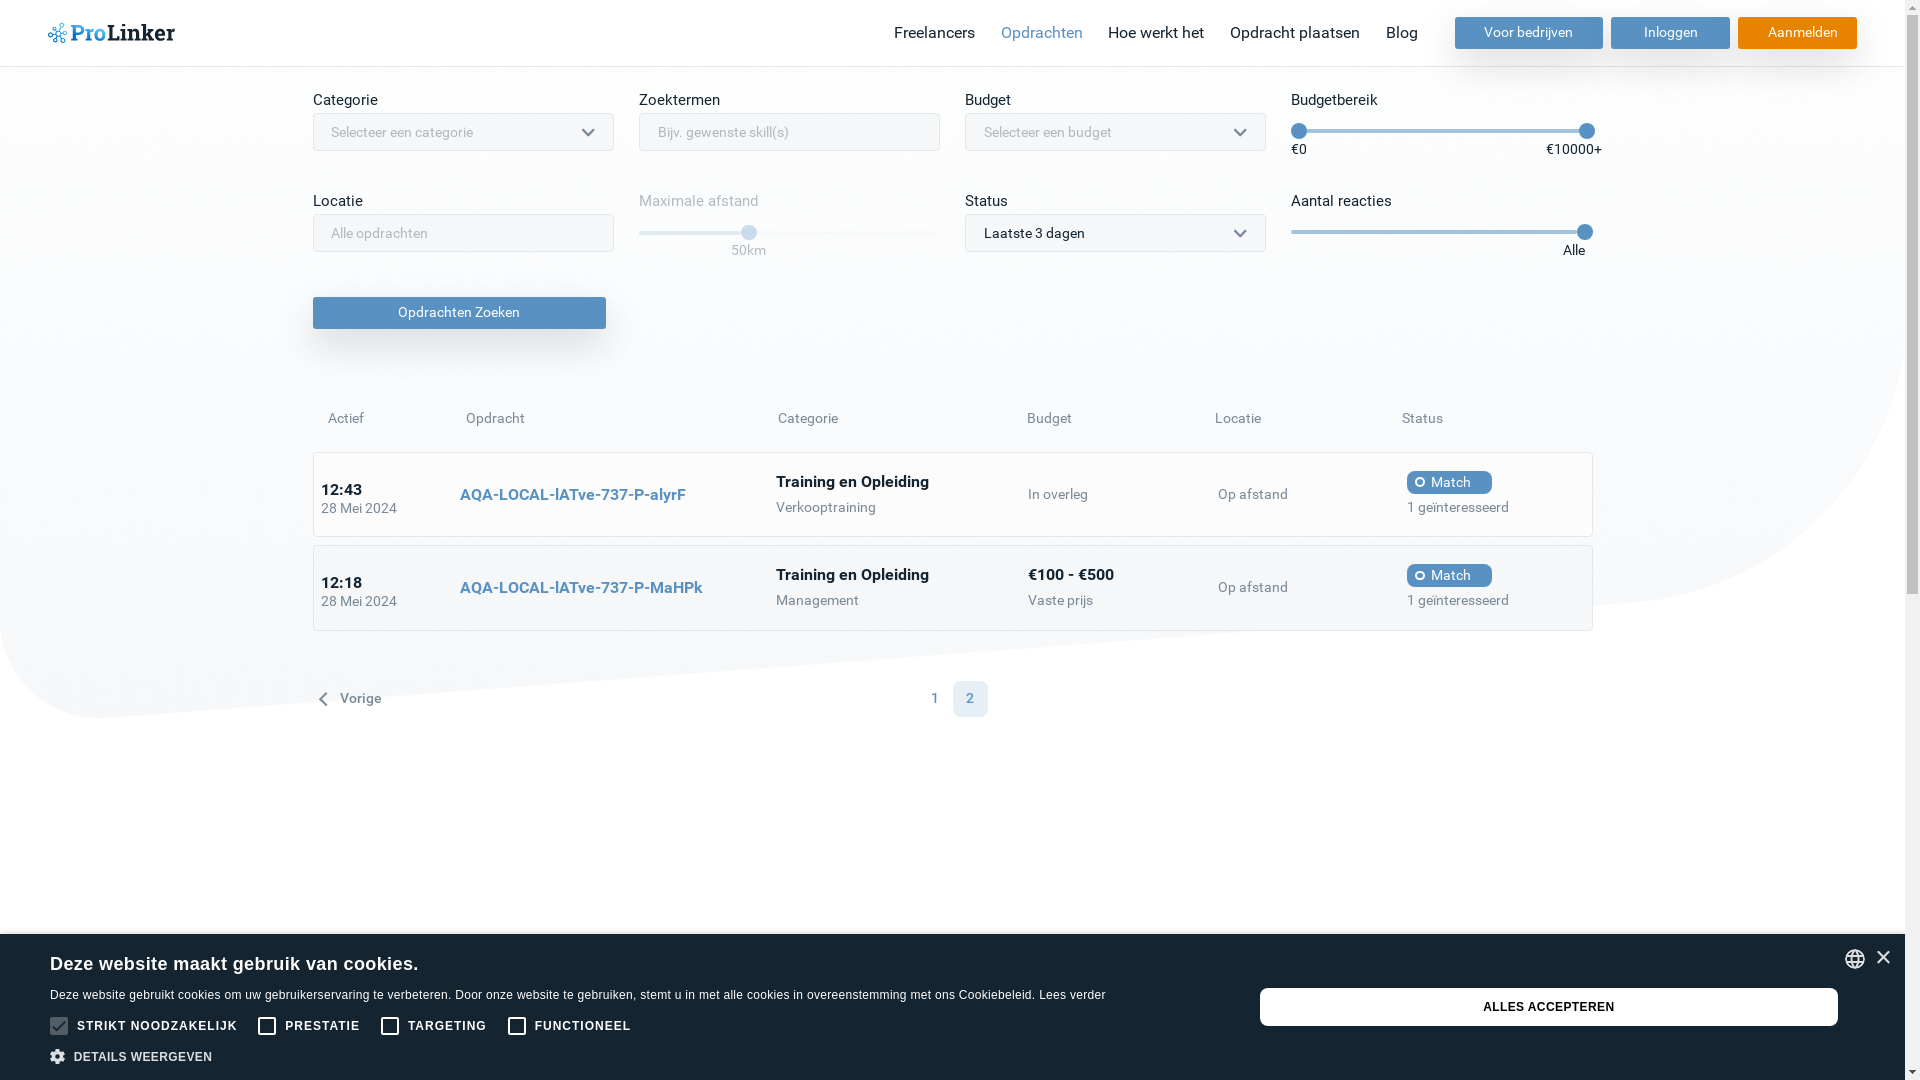 ProLinker
Freelancers
Opdrachten
Hoe werkt het
Opdracht plaatsen
Blog
Voor bedrijven
Inloggen
Aanmelden
Categorie
Zoektermen
Budget
Budgetbereik
Selecteer een categorie
Bijv. gewenste skill(s)
Selecteer een budget
€0
€10000+
Locatie
Maximale afstand
Status
Aantal reacties
Alle opdrachten
50km
Laatste 3 dagen
Alle
Opdrachten Zoeken
Actief
Opdracht
Categorie
Budget
Locatie
Status
12:43
28 Mei 2024
AQA-LOCAL-lATve-737-P-alyrF
Training en Opleiding
Verkooptraining
In overleg
Op afstand
Match
1 geïnteresseerd
12:18
28 Mei 2024
AQA-LOCAL-lATve-737-P-MaHPk
Training en Opleiding
Management
€100 - €500
Vaste prijs
Op afstand
Match
1 geïnteresseerd
Vorige
1
2
Deze website maakt gebruik van cookies.
Deze website gebruikt cookies om uw gebruikerservaring te verbeteren. Door onze website te gebruiken, stemt u in met alle cookies in overeenstemming met ons Cookiebeleid. Lees verder
STRIKT NOODZAKELIJK
PRESTATIE
TARGETING
FUNCTIONEEL
DETAILS WEERGEVEN
ALLES ACCEPTEREN